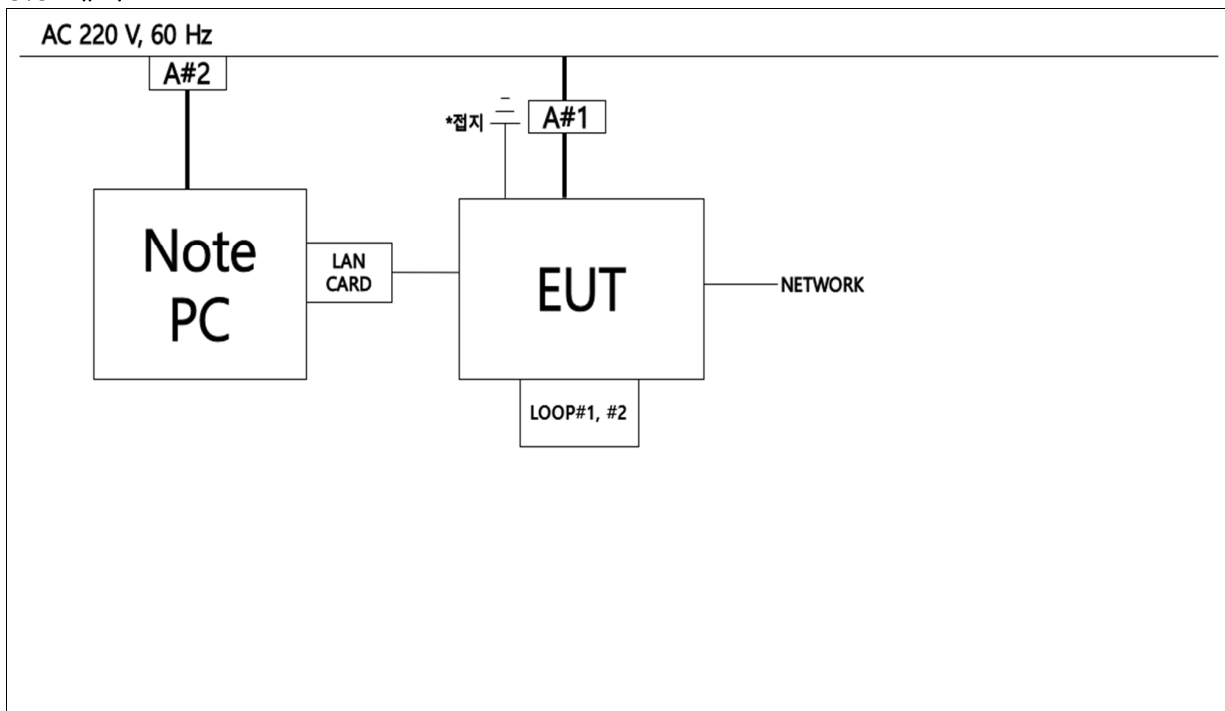 AC 220 V, 60 Hz
A#2
*접지
A#1
Note
PC
LAN
CARD
EUT
NETWORK
LOOP#1, #2